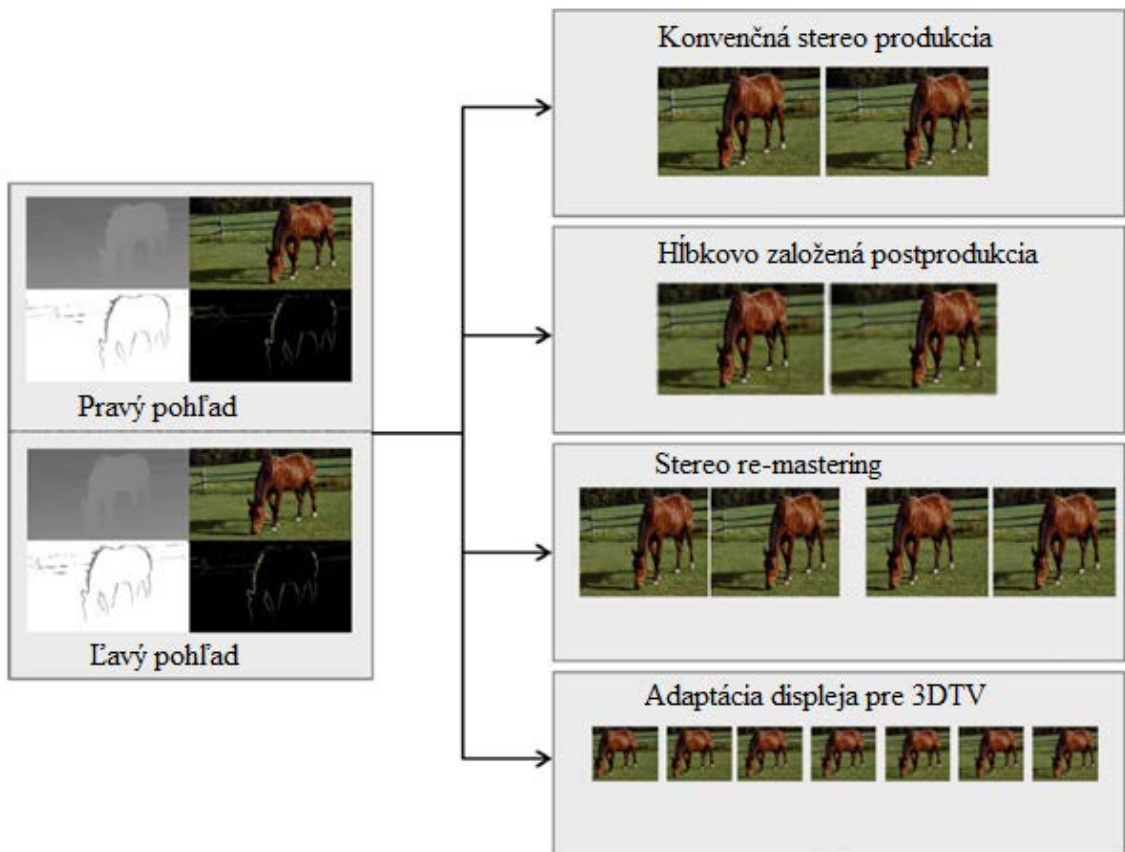 Pravý pohľad
Ľavý pohľad
Konvenčná stereo produkcia
Hĺbkovo založená postprodukcia
Stereo re-mastering
Adaptácia displeja pre 3DTV